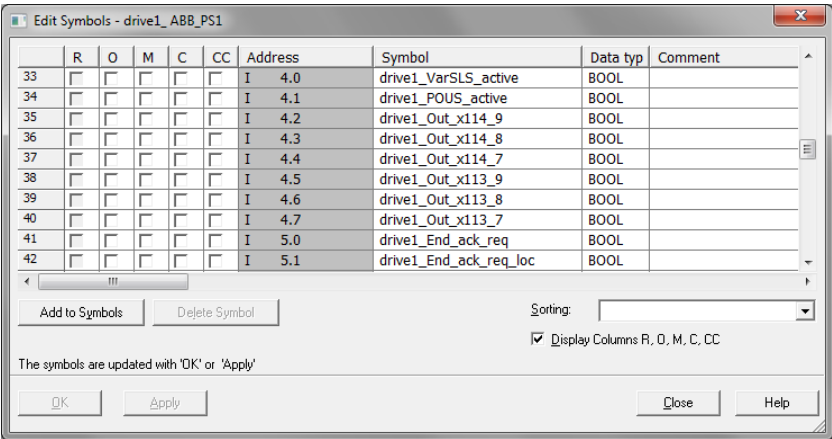 Edit Symbols - drive1_ ABB_PS1
R O M C CC Address Symbol Data typ Comment
33 I 4.0 drive1_VarSLS_active BOOL
34 I 4.1 drive1_POUS_active BOOL
35 I 4.2 drive1_Out_x114_9 BOOL
36 I 4.3 drive1_Out_x114_8 BOOL
37 I 4.4 drive1_Out_x114_7 BOOL
38 I 4.5 drive1_Out_x113_9 BOOL
39 I 4.6 drive1_Out_x113_8 BOOL
40 I 4.7 drive1_Out_x113_7 BOOL
41 I 5.0 drive1_End_ack_req BOOL
42 I 5.1 drive1_End_ack_req_loc BOOL
Add to Symbols Delete Symbol Sorting:
Display Columns R, O, M, C, CC
The symbols are updated with 'OK' or 'Apply'
OK Apply Close Help